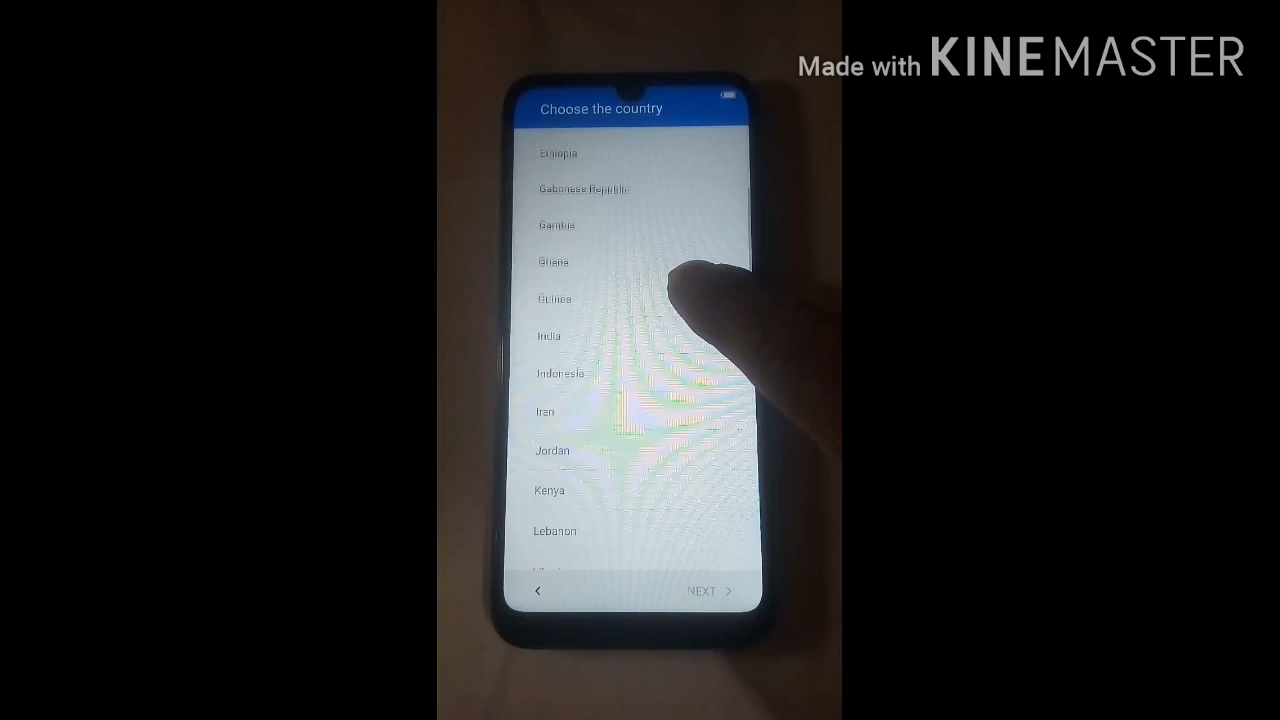 Made with KINEMASTER
Choose the country
Ethiopia
Gabonese Republic
Gambia
Ghana
Guinea
India
Indonesia
Iran
Jordan
Kenya
Lebanon
NEXT